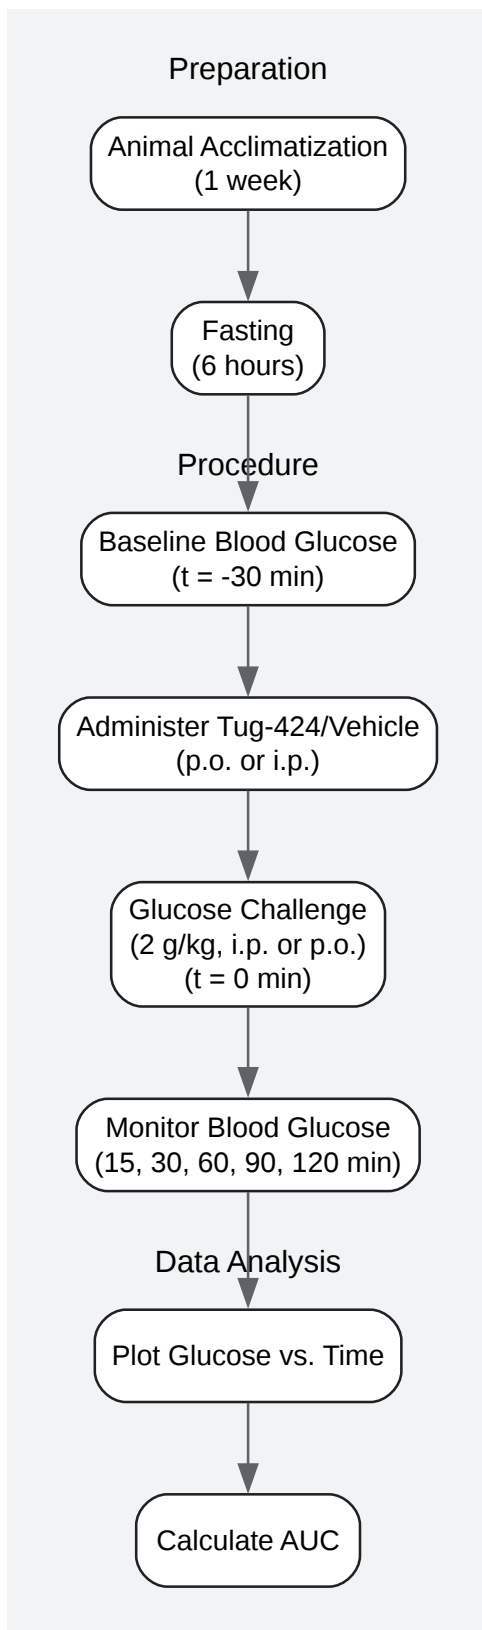 Preparation
Animal Acclimatization
(1 week)
Fasting
(6 hours)
Procedure
Baseline Blood Glucose
(t = -30 min)
Administer Tug-424/Vehicle
(p.o. or i.p.)
Glucose Challenge
(2 g/kg, i.p. or p.o.)
(t = 0 min)
Monitor Blood Glucose
(15, 30, 60, 90, 120 min)
Data Analysis
Plot Glucose vs. Time
Calculate AUC